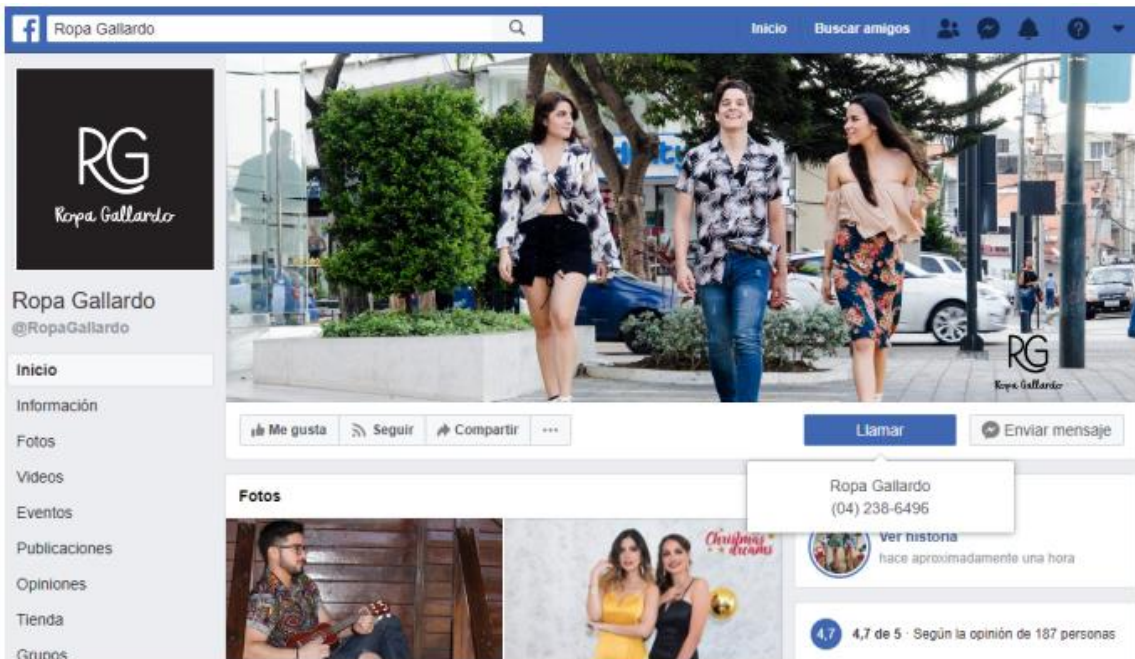 Ropa Gallardo
Inicio
Buscar amigos
RG
Ropa Gallardo
Ropa Gallardo
@RopaGallardo
Inicio
Información
Fotos
Videos
Eventos
Publicaciones
Opiniones
Tienda
Grupos
RG
Ropa Gallardo
Me gusta
Seguir
Compartir
Llamar
Enviar mensaje
Ropa Gallardo
(04) 238-6496
Fotos
Christmas
dreams
Ver historia
hace aproximadamente una hora
4,7
4,7 de 5 · Según la opinión de 187 personas